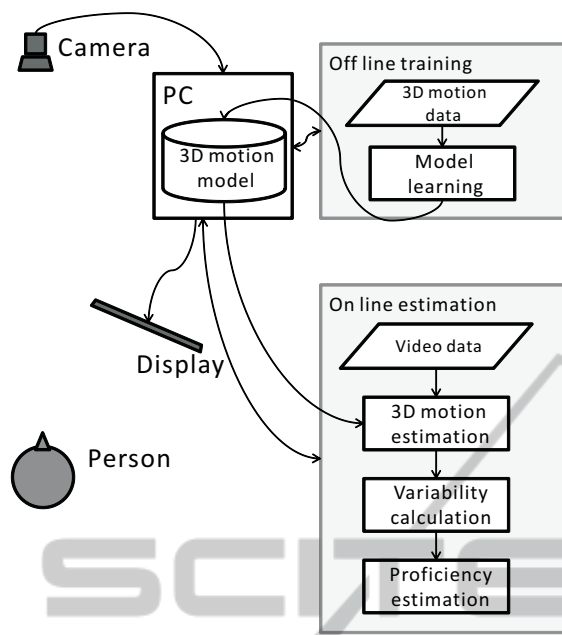 Camera
PC
3D motion
model
Off line training
3D motion
data
Model
learning
Display
Person
On line estimation
Video data
3D motion
estimation
Variability
calculation
Proficiency
estimation